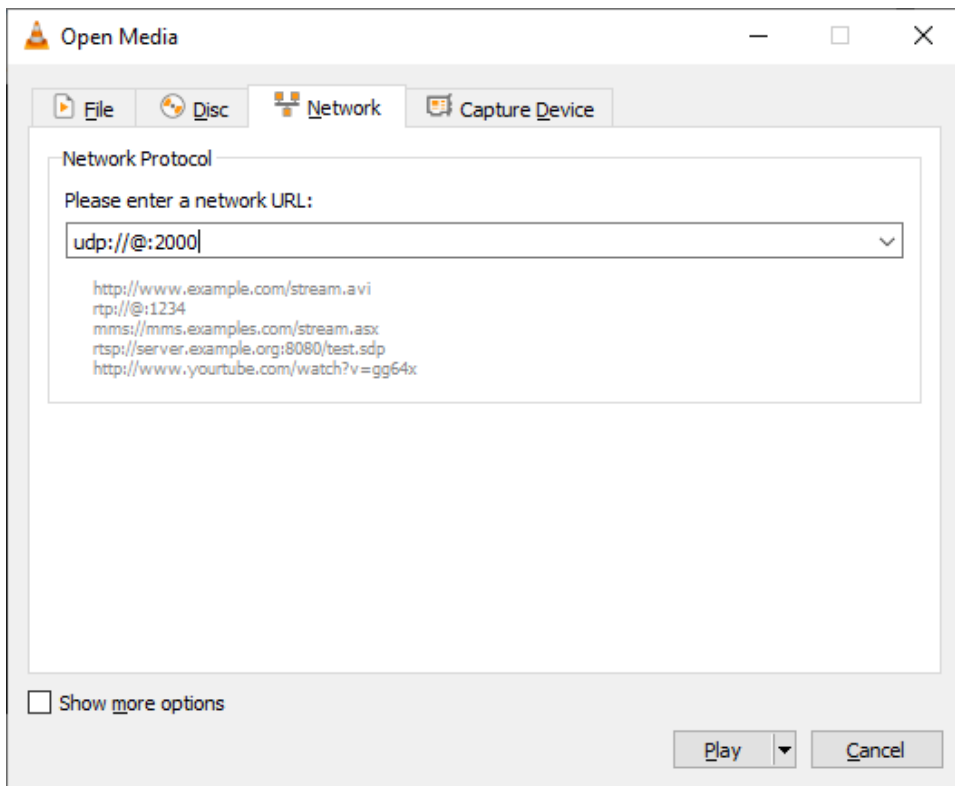 Open Media
File Disc Network Capture Device
Network Protocol
Please enter a network URL:
udp://@:2000
http://www.example.com/stream.avi
rtp://@:1234
mms://mms.examples.com/stream.asx
rtsp://server.example.org:8080/test.sdp
http://www.yourtube.com/watch?v=gg64x
Show more options
Play Cancel